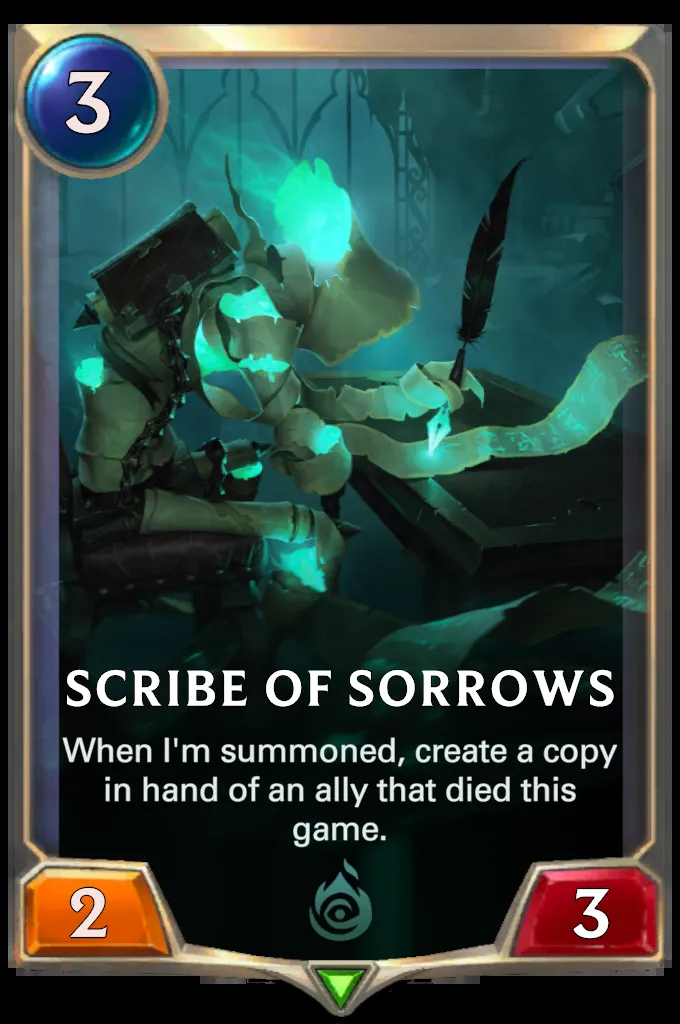 3
SCRIBE OF SORROWS
When I'm summoned, create a copy
in hand of an ally that died this
game.
2
3